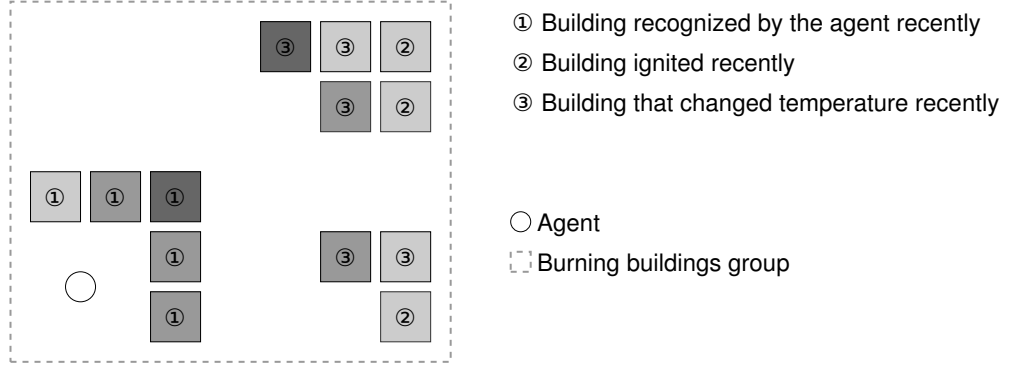 ③ ③ ②
③ ②
① ① ①
① ③ ③
① ②
① Building recognized by the agent recently
② Building ignited recently
③ Building that changed temperature recently
Agent
Burning buildings group